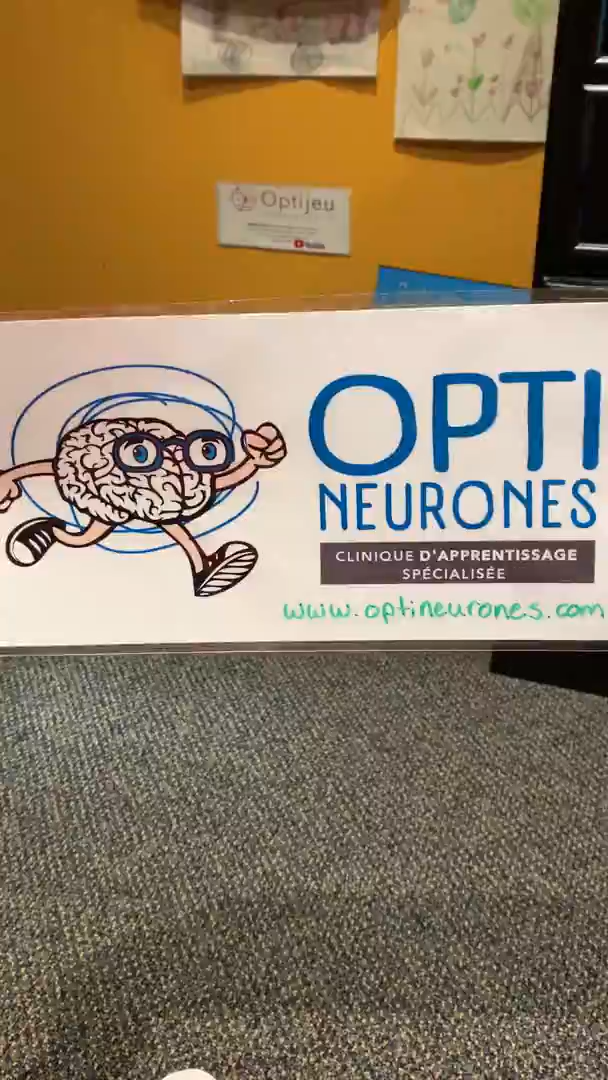 Optijeu
OPTI
NEURONES
CLINIQUE D'APPRENTISSAGE
SPÉCIALISÉE
www.optineurones.com